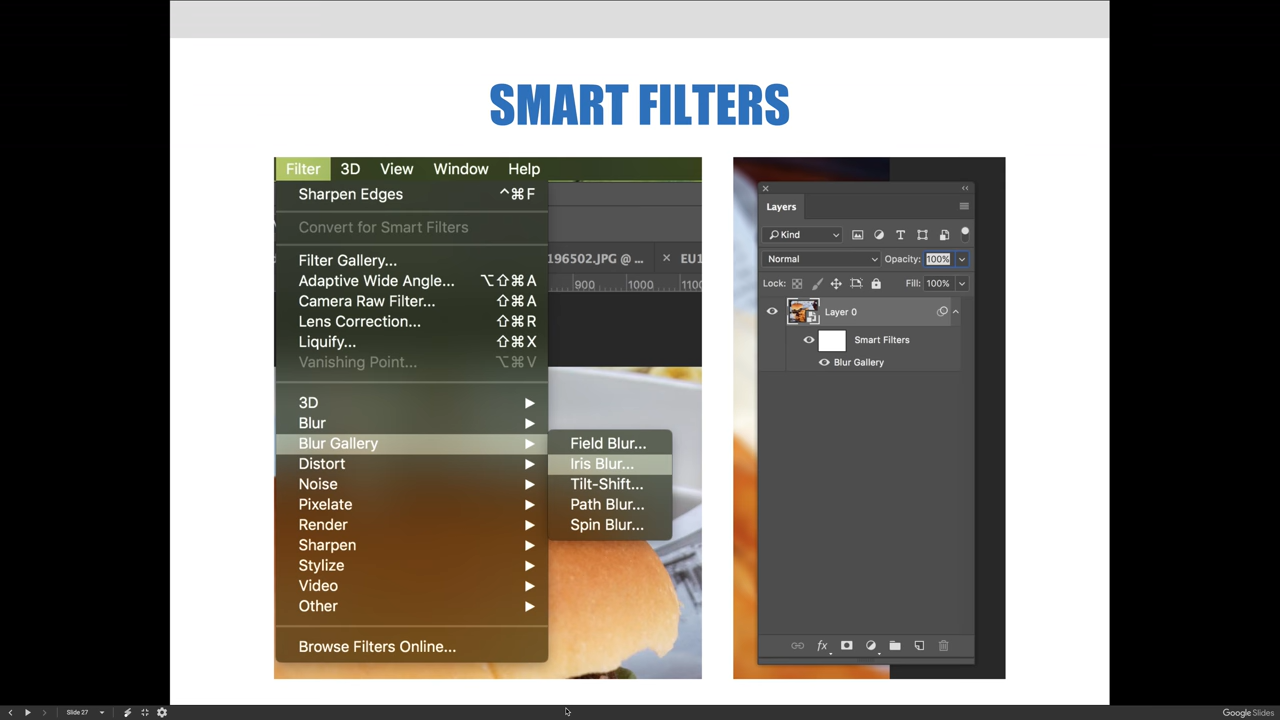 SMART FILTERS
Filter 3D View Window Help
Sharpen Edges ^⌘F
Convert for Smart Filters
Filter Gallery...
Adaptive Wide Angle... ⌥⇧⌘A
Camera Raw Filter... ⇧⌘A
Lens Correction... ⇧⌘R
Liquify... ⇧⌘X
Vanishing Point... ⌥⌘V
3D
Blur
Blur Gallery
Distort
Noise
Pixelate
Render
Sharpen
Stylize
Video
Other
Browse Filters Online...
Field Blur...
Iris Blur...
Tilt-Shift...
Path Blur...
Spin Blur...
196502.JPG @ ... × EU1
900 1000 1100
Layers
Kind
Normal Opacity: 100%
Lock: Fill: 100%
Layer 0
Smart Filters
Blur Gallery
fx
Slide 27
Google Slides